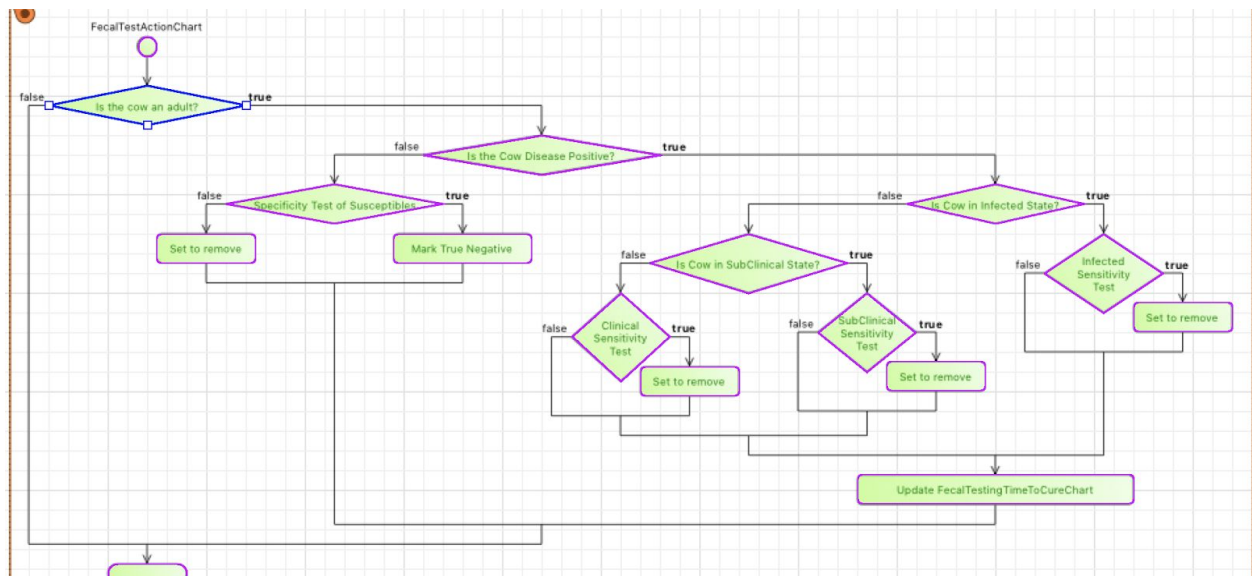 FecalTestActionChart
false
true
Is the cow an adult?
false
true
Is the Cow Disease Positive?
false
true
Specificity Test of Susceptibles
false
true
Is Cow in Infected State?
Set to remove
Mark True Negative
false
true
Is Cow in SubClinical State?
false
true
Infected
Sensitivity
Test
Set to remove
false
true
Clinical
Sensitivity
Test
false
true
SubClinical
Sensitivity
Test
Set to remove
Set to remove
Update FecalTestingTimeToCureChart